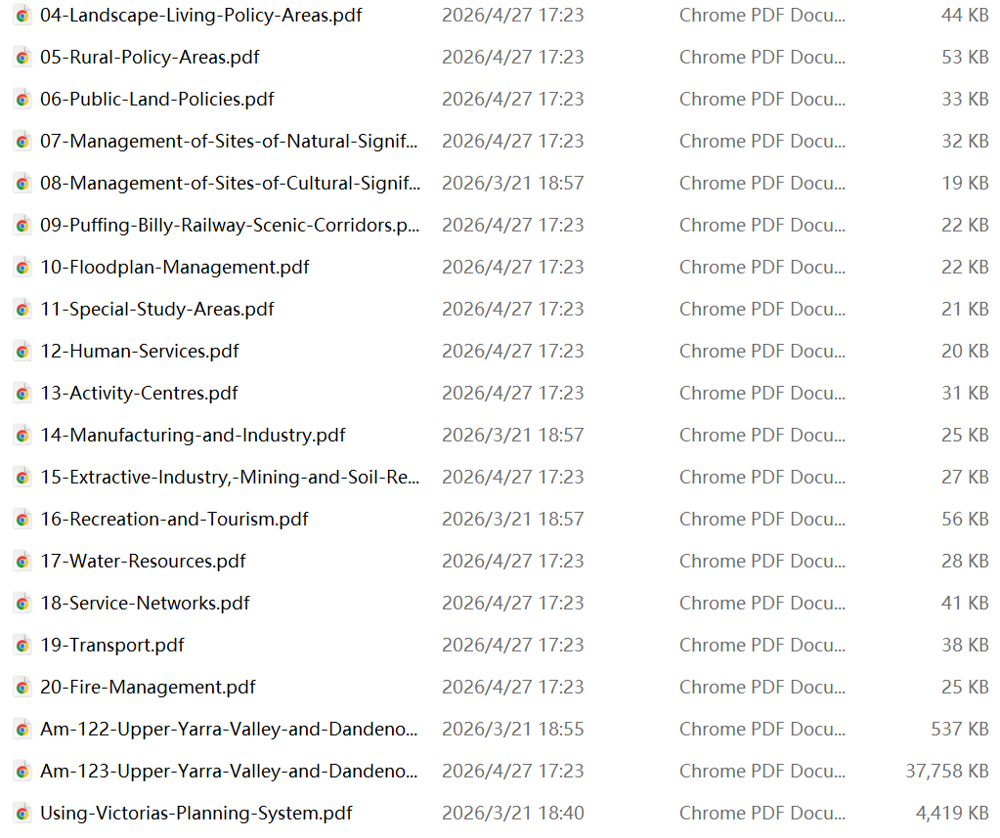 04-Landscape-Living-Policy-Areas.pdf 2026/4/27 17:23 Chrome PDF Docu... 44 KB
05-Rural-Policy-Areas.pdf 2026/4/27 17:23 Chrome PDF Docu... 53 KB
06-Public-Land-Policies.pdf 2026/4/27 17:23 Chrome PDF Docu... 33 KB
07-Management-of-Sites-of-Natural-Signif... 2026/4/27 17:23 Chrome PDF Docu... 32 KB
08-Management-of-Sites-of-Cultural-Signif... 2026/3/21 18:57 Chrome PDF Docu... 19 KB
09-Puffing-Billy-Railway-Scenic-Corridors.p... 2026/4/27 17:23 Chrome PDF Docu... 22 KB
10-Floodplan-Management.pdf 2026/4/27 17:23 Chrome PDF Docu... 22 KB
11-Special-Study-Areas.pdf 2026/4/27 17:23 Chrome PDF Docu... 21 KB
12-Human-Services.pdf 2026/4/27 17:23 Chrome PDF Docu... 20 KB
13-Activity-Centres.pdf 2026/4/27 17:23 Chrome PDF Docu... 31 KB
14-Manufacturing-and-Industry.pdf 2026/3/21 18:57 Chrome PDF Docu... 25 KB
15-Extractive-Industry,-Mining-and-Soil-Re... 2026/4/27 17:23 Chrome PDF Docu... 27 KB
16-Recreation-and-Tourism.pdf 2026/3/21 18:57 Chrome PDF Docu... 56 KB
17-Water-Resources.pdf 2026/4/27 17:23 Chrome PDF Docu... 28 KB
18-Service-Networks.pdf 2026/4/27 17:23 Chrome PDF Docu... 41 KB
19-Transport.pdf 2026/4/27 17:23 Chrome PDF Docu... 38 KB
20-Fire-Management.pdf 2026/4/27 17:23 Chrome PDF Docu... 25 KB
Am-122-Upper-Yarra-Valley-and-Dandeno... 2026/3/21 18:55 Chrome PDF Docu... 537 KB
Am-123-Upper-Yarra-Valley-and-Dandeno... 2026/4/27 17:23 Chrome PDF Docu... 37,758 KB
Using-Victorias-Planning-System.pdf 2026/3/21 18:40 Chrome PDF Docu... 4,419 KB